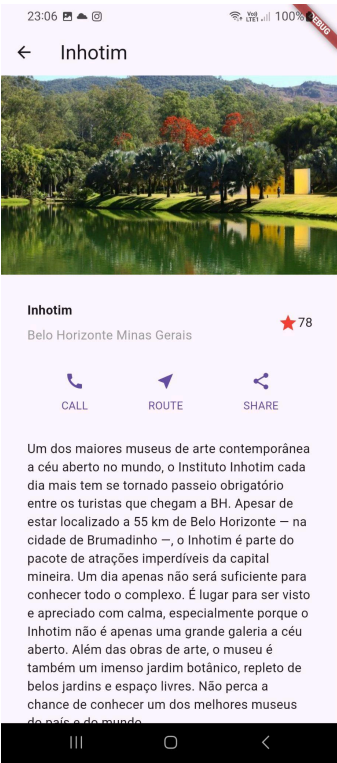 23:06
Vo))
LTE1
100%
DEBUG
Inhotim
Inhotim
Belo Horizonte Minas Gerais
78
CALL
ROUTE
SHARE
Um dos maiores museus de arte contemporânea
a céu aberto no mundo, o Instituto Inhotim cada
dia mais tem se tornado passeio obrigatório
entre os turistas que chegam a BH. Apesar de
estar localizado a 55 km de Belo Horizonte — na
cidade de Brumadinho —, o Inhotim é parte do
pacote de atrações imperdíveis da capital
mineira. Um dia apenas não será suficiente para
conhecer todo o complexo. É lugar para ser visto
e apreciado com calma, especialmente porque o
Inhotim não é apenas uma grande galeria a céu
aberto. Além das obras de arte, o museu é
também um imenso jardim botânico, repleto de
belos jardins e espaço livres. Não perca a
chance de conhecer um dos melhores museus
do país e do mundo.